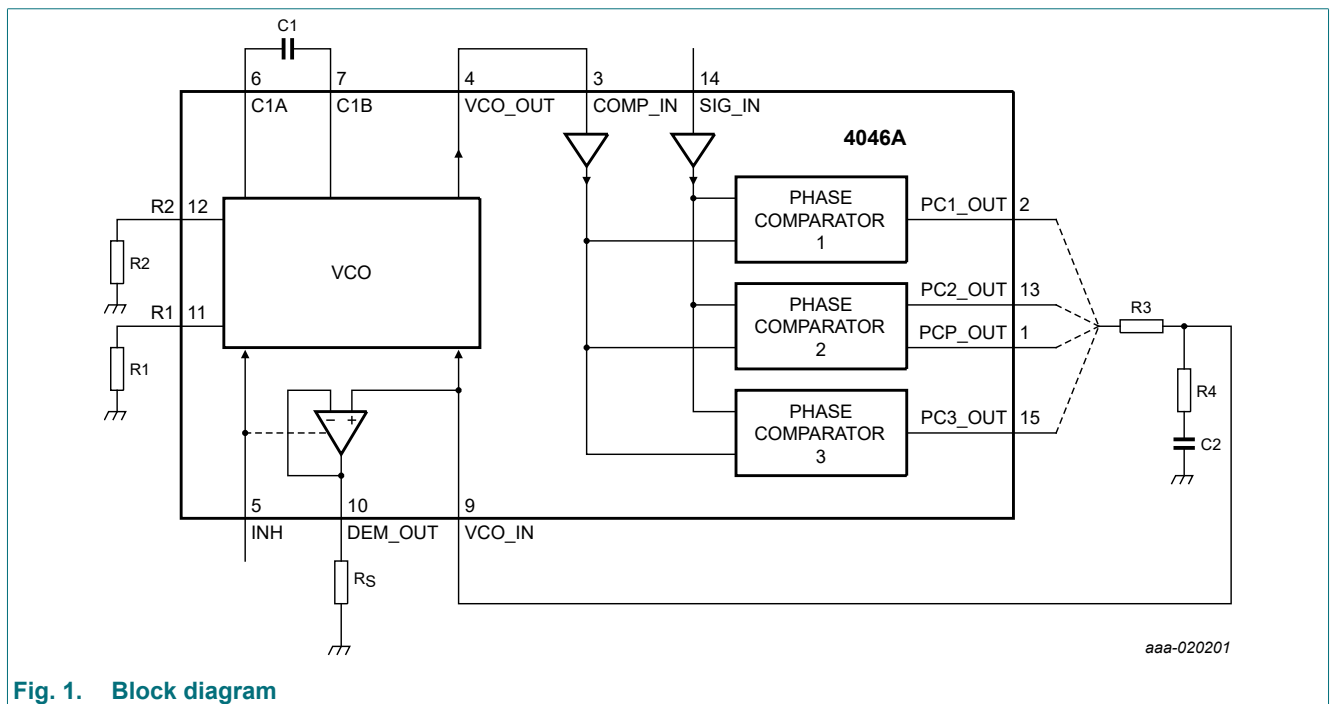 C1
6 7 4 3 14
C1A C1B VCO_OUT COMP_IN SIG_IN
4046A
PHASE
COMPARATOR
1
PC1_OUT 2
R2 12
R2
VCO
PHASE
COMPARATOR
2
PC2_OUT 13
PCP_OUT 1
R3
R1 11
R1
R4
C2
− +
PHASE
COMPARATOR
3
PC3_OUT 15
5 10 9
INH DEM_OUT VCO_IN
RS
aaa-020201
Fig. 1. Block diagram